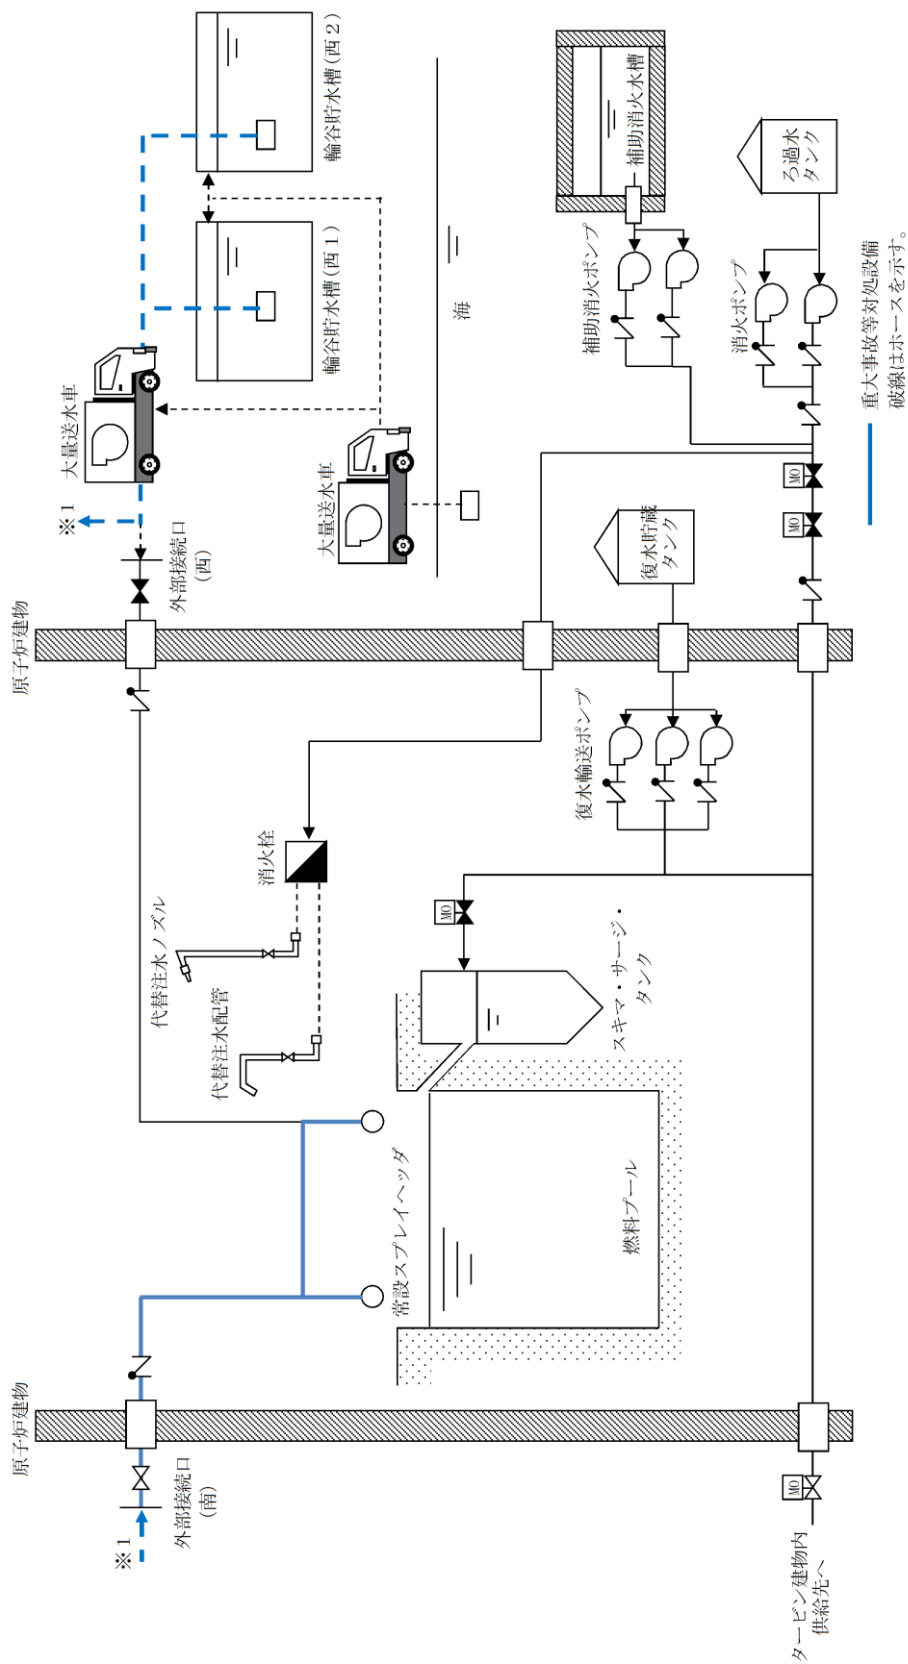 原子炉建物
※1
外部接続口
(南)
常設スプレイヘッダ
燃料プール
スキマ・サージ・
タンク
代替注水ノズル
代替注水配管
消火栓
MO
復水輸送ポンプ
タービン建物内
供給先へ
MO
原子炉建物
外部接続口
(西)
※1
大量送水車
大量送水車
輪谷貯水槽(西1)
輪谷貯水槽(西2)
海
復水貯蔵
タンク
MO
MO
補助消火ポンプ
補助消火水槽
消火ポンプ
ろ過水
タンク
重大事故等対処設備
破線はホースを示す。